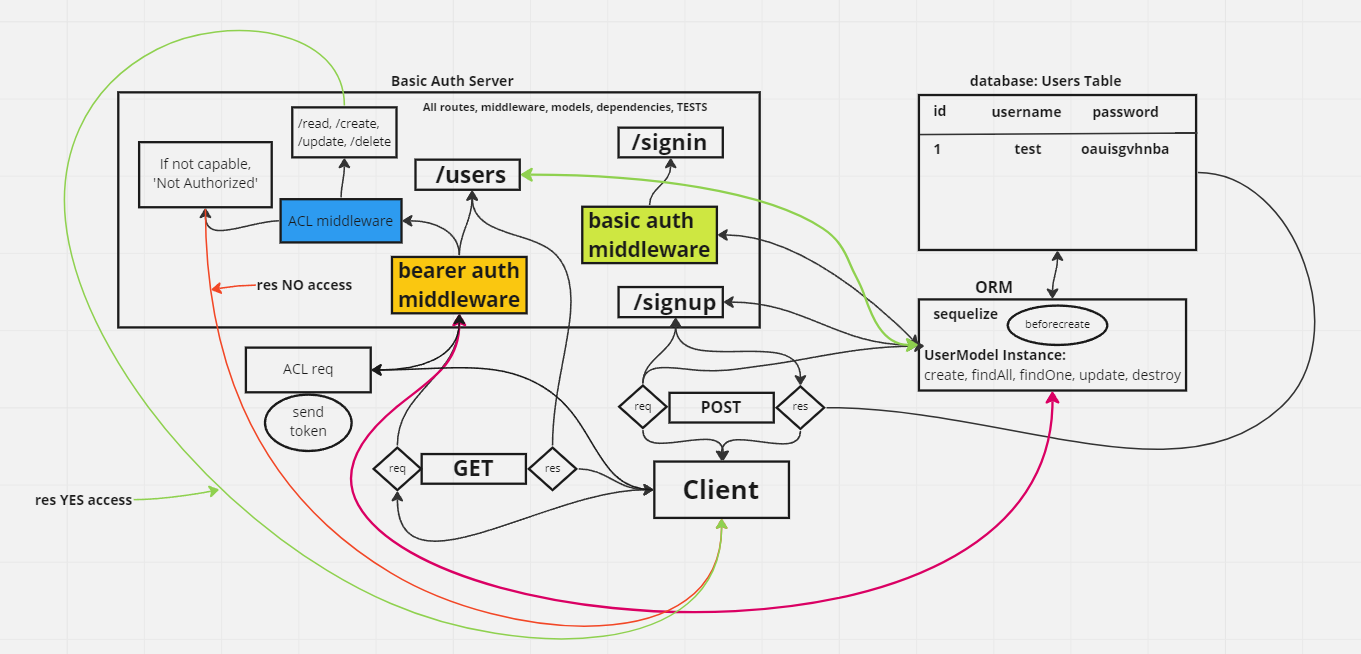 Basic Auth Server
All routes, middleware, models, dependencies, TESTS
/read, /create,
/update, /delete
If not capable,
'Not Authorized'
ACL middleware
/users
/signin
basic auth
middleware
bearer auth
middleware
/signup
res NO access
ACL req
send
token
req
GET
res
req
POST
res
Client
res YES access
database: Users Table
id username password
1 test oauisgvhnba
ORM
sequelize
beforecreate
UserModel Instance:
create, findAll, findOne, update, destroy